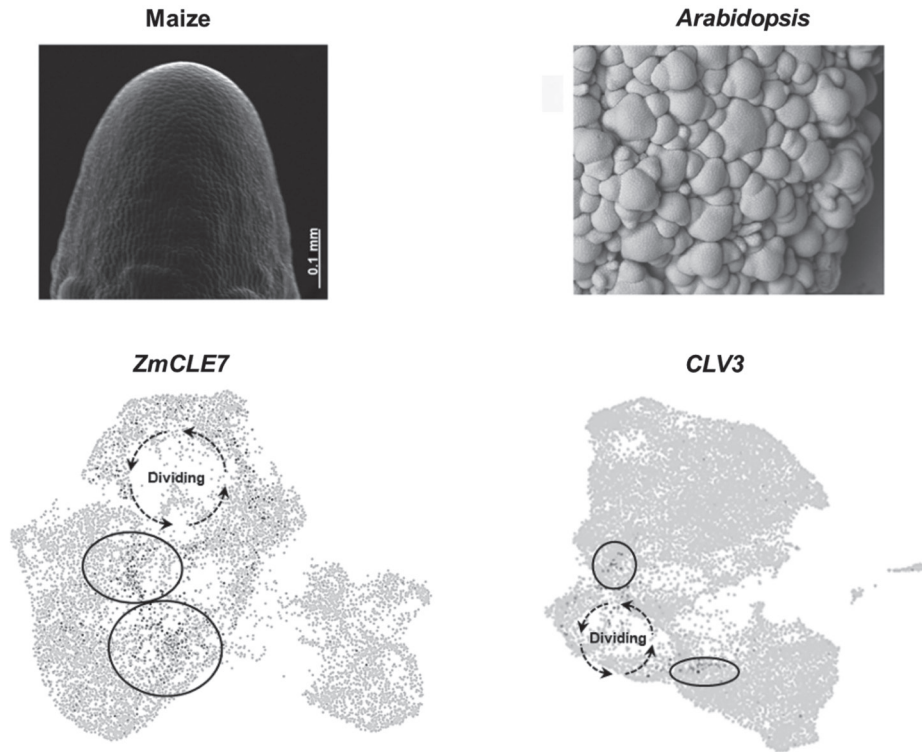 Maize
Arabidopsis
0.1 mm
ZmCLE7
CLV3
Dividing
Dividing